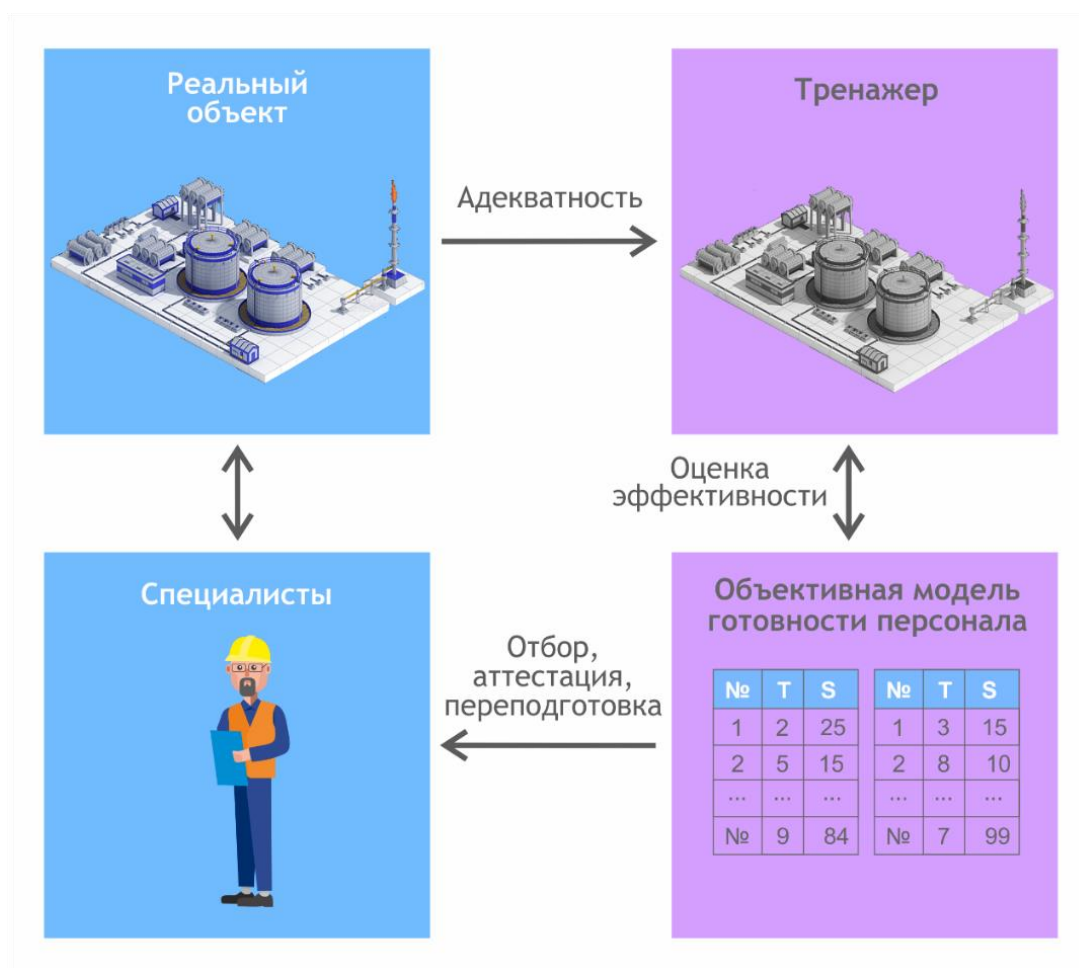 Реальный
объект
Тренажер
Адекватность
Оценка
эффективности
Специалисты
Отбор,
аттестация,
переподготовка
Объективная модель
готовности персонала
№ T S
1 2 25
2 5 15
... ... ...
№ 9 84
№ T S
1 3 15
2 8 10
... ... ...
№ 7 99